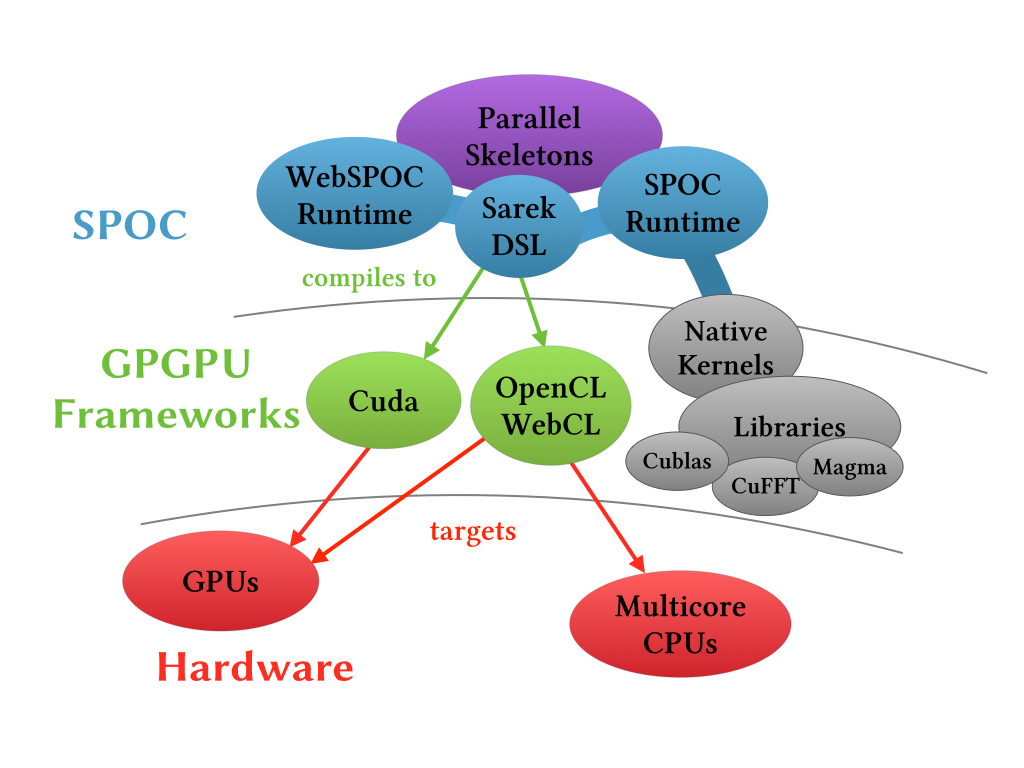 Parallel
Skeletons
WebSPOC
Runtime
Sarek
DSL
SPOC
Runtime
SPOC
compiles to
Native
Kernels
GPGPU
Frameworks
Cuda
OpenCL
WebCL
Libraries
Cublas
CuFFT
Magma
targets
GPUs
Multicore
CPUs
Hardware